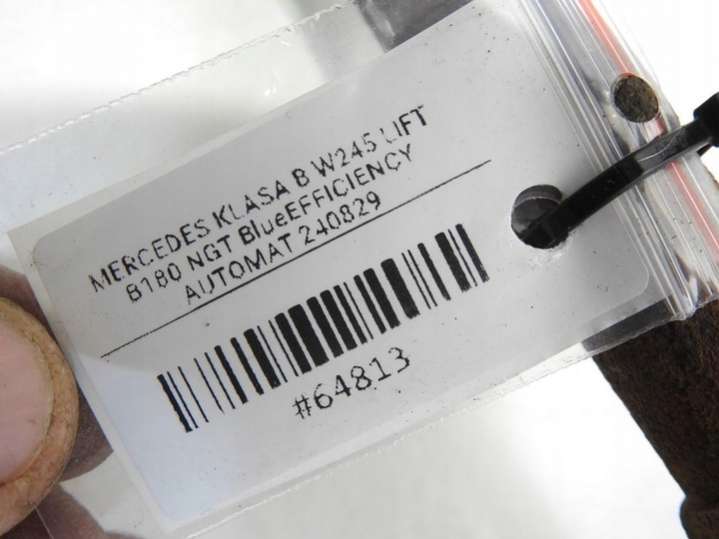 MERCEDES KLASA B W245 LIFT
B180 NGT BlueEFFICIENCY
AUTOMAT 240829
#64813